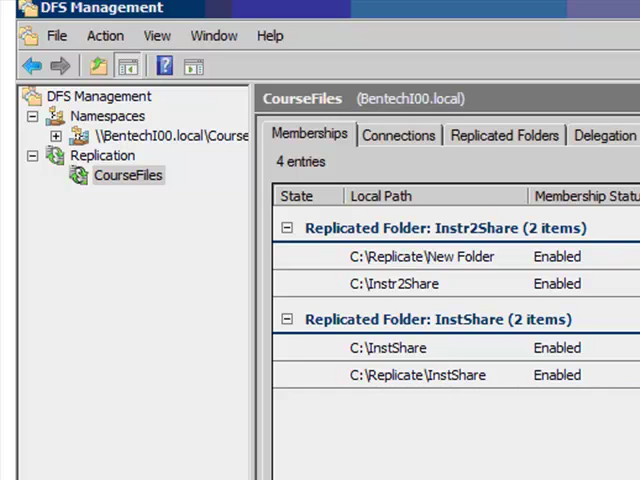 DFS Management
File Action View Window Help
DFS Management
Namespaces
\\BentechI00.local\Course
Replication
CourseFiles
CourseFiles (BentechI00.local)
Memberships Connections Replicated Folders Delegation
4 entries
State Local Path Membership Statu
Replicated Folder: Instr2Share (2 items)
C:\Replicate\New Folder Enabled
C:\Instr2Share Enabled
Replicated Folder: InstShare (2 items)
C:\InstShare Enabled
C:\Replicate\InstShare Enabled